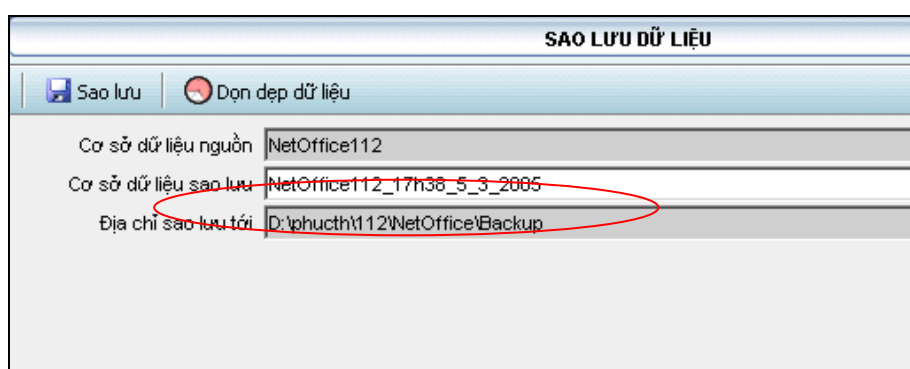 SAO LƯU DỮ LIỆU
Sao lưu Dọn dẹp dữ liệu
Cơ sở dữ liệu nguồn NetOffice112
Cơ sở dữ liệu sao lưu NetOffice112_17h38_5_3_2005
Địa chỉ sao lưu tới D:\phucth\112\NetOffice\Backup